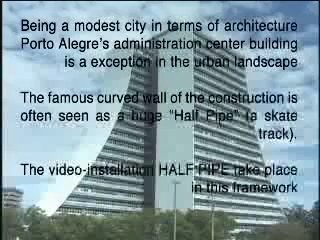 Being a modest city in terms of architecture
Porto Alegre's administration center building
is a exception in the urban landscape
The famous curved wall of the construction is
often seen as a huge "Half Pipe" (a skate
track).
The video-installation HALF PIPE take place
in this framework